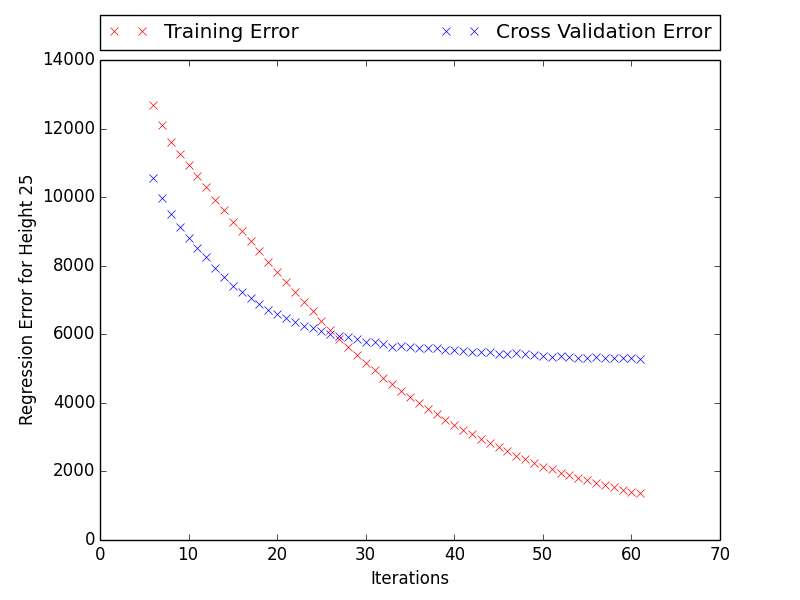 Training Error Cross Validation Error
14000
12000
10000
8000
6000
4000
2000
0
Regression Error for Height 25
0 10 20 30 40 50 60 70
Iterations